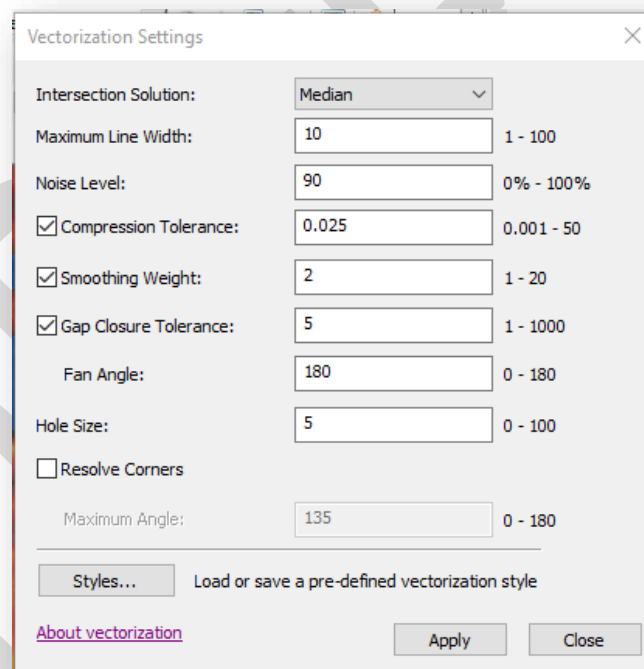 Vectorization Settings
Intersection Solution: Median
Maximum Line Width: 10 1 - 100
Noise Level: 90 0% - 100%
Compression Tolerance: 0.025 0.001 - 50
Smoothing Weight: 2 1 - 20
Gap Closure Tolerance: 5 1 - 1000
Fan Angle: 180 0 - 180
Hole Size: 5 0 - 100
Resolve Corners
Maximum Angle: 135 0 - 180
Styles... Load or save a pre-defined vectorization style
About vectorization Apply Close